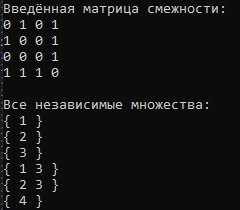 Введённая матрица смежности:
0 1 0 1
1 0 0 1
0 0 0 1
1 1 1 0
Все независимые множества:
{ 1 }
{ 2 }
{ 3 }
{ 1 3 }
{ 2 3 }
{ 4 }